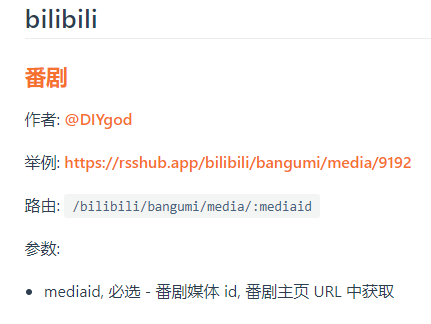 bilibili
番剧
作者: @DIYgod
举例: https://rsshub.app/bilibili/bangumi/media/9192
路由: /bilibili/bangumi/media/:mediaid
参数:
• mediaid, 必选 - 番剧媒体 id, 番剧主页 URL 中获取